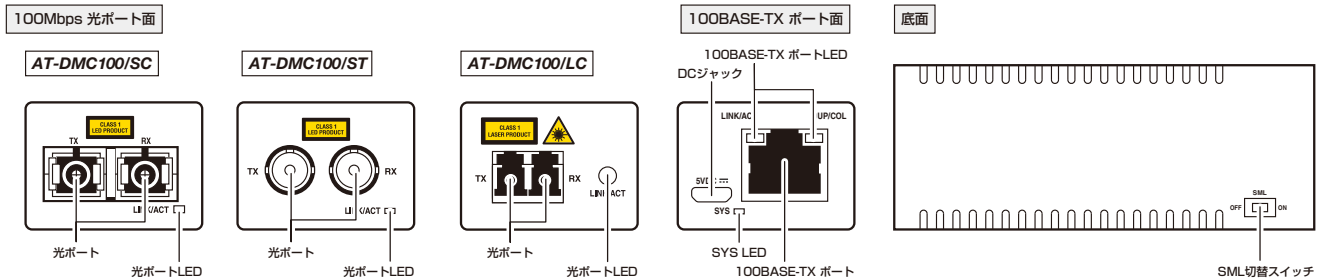 100Mbps 光ポート面
100BASE-TX ポート面
底面
AT-DMC100/SC
AT-DMC100/ST
AT-DMC100/LC
100BASE-TX ポートLED
DCジャック
CLASS 1
LED PRODUCT
TX
RX
LINK/ACT
光ポート
光ポートLED
CLASS 1
LED PRODUCT
TX
RX
LINK/ACT
光ポート
光ポートLED
CLASS 1
LASER PRODUCT
TX
RX
LINK/ACT
光ポート
光ポートLED
LINK/AC
UP/COL
5VDC
SYS
SYS LED
100BASE-TX ポート
SML
OFF
ON
SML切替スイッチ